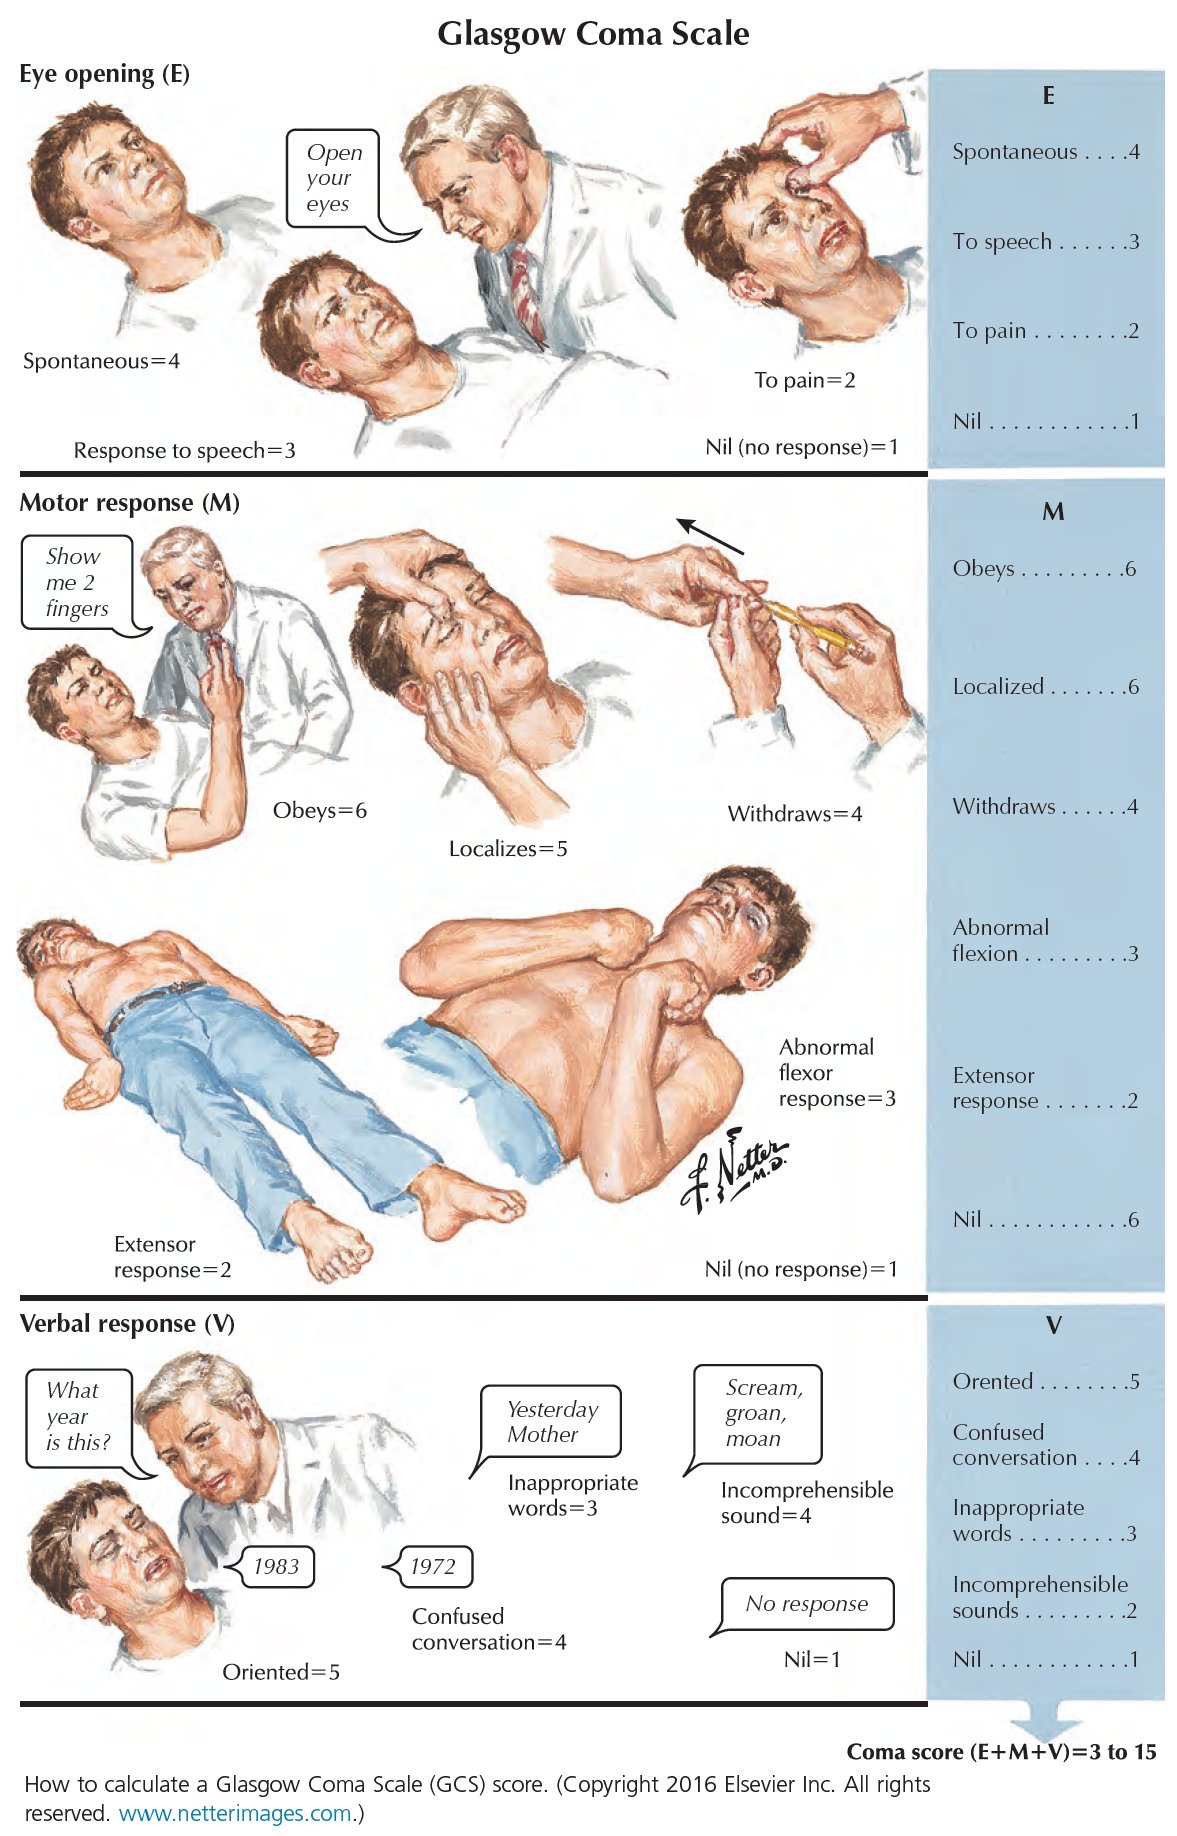 Glasgow Coma Scale
Eye opening (E)
Open
your
eyes
Spontaneous=4
Response to speech=3
To pain=2
Nil (no response)=1
E
Spontaneous . . . .4
To speech . . . . . .3
To pain . . . . . . . .2
Nil . . . . . . . . . . . .1
Motor response (M)
Show
me 2
fingers
Obeys=6
Localizes=5
Withdraws=4
Extensor
response=2
Abnormal
flexor
response=3
F. Netter
M.D.
Nil (no response)=1
M
Obeys . . . . . . . . .6
Localized . . . . . . .6
Withdraws . . . . . .4
Abnormal
flexion . . . . . . . . .3
Extensor
response . . . . . . .2
Nil . . . . . . . . . . . .6
Verbal response (V)
What
year
is this?
1983
Oriented=5
1972
Confused
conversation=4
Yesterday
Mother
Inappropriate
words=3
Scream,
groan,
moan
Incomprehensible
sound=4
No response
Nil=1
V
Orented . . . . . . . .5
Confused
conversation . . . .4
Inappropriate
words . . . . . . . . .3
Incomprehensible
sounds . . . . . . . . .2
Nil . . . . . . . . . . . .1
Coma score (E+M+V)=3 to 15
How to calculate a Glasgow Coma Scale (GCS) score. (Copyright 2016 Elsevier Inc. All rights
reserved. www.netterimages.com.)